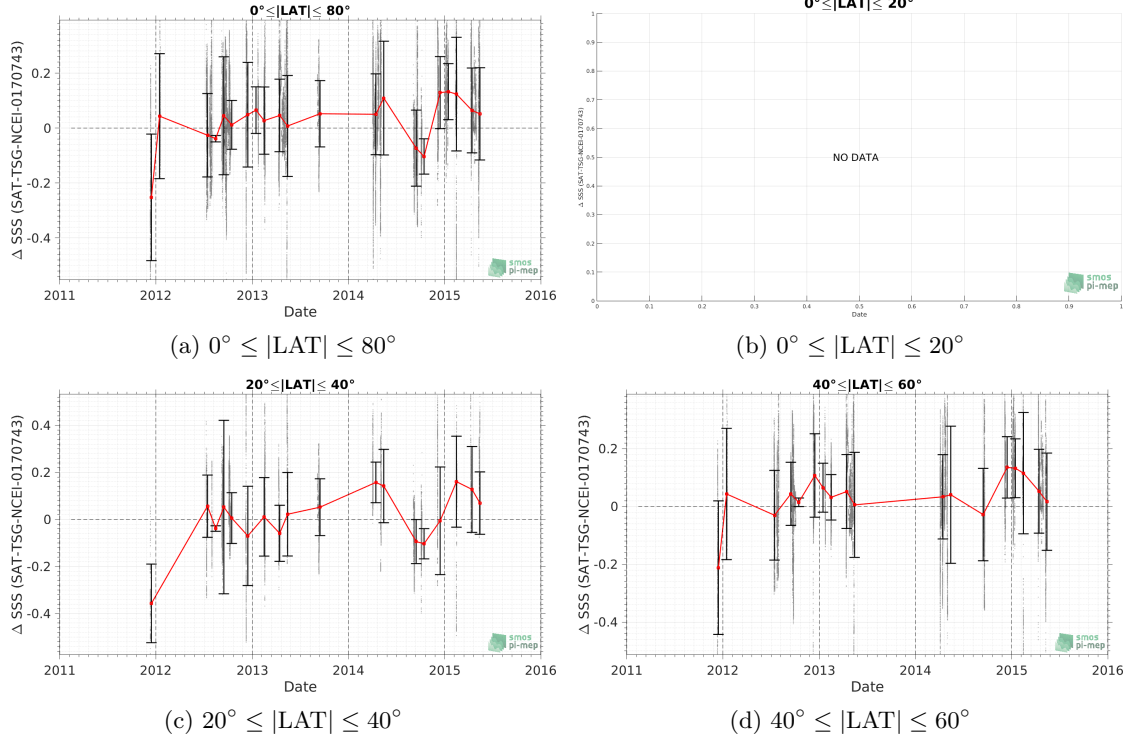 0°≤|LAT|≤ 80°
Δ SSS (SAT-TSG-NCEI-0170743)
0.2
0
-0.2
-0.4
2011 2012 2013 2014 2015 2016
Date
smos
pi-mep
(a) 0° ≤ |LAT| ≤ 80°
0°≤|LAT|≤ 20°
Δ SSS (SAT-TSG-NCEI-0170743)
1
0.9
0.8
0.7
0.6
0.5
0.4
0.3
0.2
0.1
0
NO DATA
0 0.1 0.2 0.3 0.4 0.5 0.6 0.7 0.8 0.9 1
Date
smos
pi-mep
(b) 0° ≤ |LAT| ≤ 20°
20°≤|LAT|≤ 40°
Δ SSS (SAT-TSG-NCEI-0170743)
0.4
0.2
0
-0.2
-0.4
2011 2012 2013 2014 2015 2016
Date
smos
pi-mep
(c) 20° ≤ |LAT| ≤ 40°
40°≤|LAT|≤ 60°
Δ SSS (SAT-TSG-NCEI-0170743)
0.2
0
-0.2
-0.4
2011 2012 2013 2014 2015 2016
Date
smos
pi-mep
(d) 40° ≤ |LAT| ≤ 60°